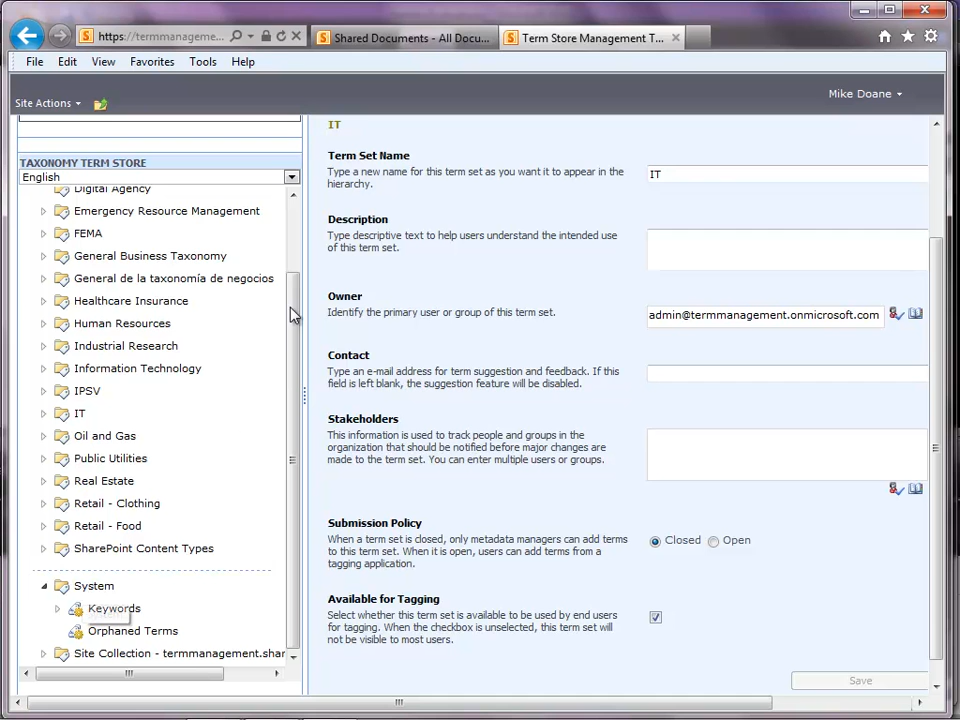 https://termmanageme...
Shared Documents - All Docu...
Term Store Management T...
File Edit View Favorites Tools Help
Site Actions
Mike Doane
TAXONOMY TERM STORE
English
Digital Agency
Emergency Resource Management
FEMA
General Business Taxonomy
General de la taxonomía de negocios
Healthcare Insurance
Human Resources
Industrial Research
Information Technology
IPSV
IT
Oil and Gas
Public Utilities
Real Estate
Retail - Clothing
Retail - Food
SharePoint Content Types
System
Keywords
Orphaned Terms
Site Collection - termmanagement.shar
IT
Term Set Name
Type a new name for this term set as you want it to appear in the
hierarchy.
IT
Description
Type descriptive text to help users understand the intended use
of this term set.
Owner
Identify the primary user or group of this term set.
admin@termmanagement.onmicrosoft.com
Contact
Type an e-mail address for term suggestion and feedback. If this
field is left blank, the suggestion feature will be disabled.
Stakeholders
This information is used to track people and groups in the
organization that should be notified before major changes are
made to the term set. You can enter multiple users or groups.
Submission Policy
When a term set is closed, only metadata managers can add terms
to this term set. When it is open, users can add terms from a
tagging application.
Closed Open
Available for Tagging
Select whether this term set is available to be used by end users
for tagging. When the checkbox is unselected, this term set will
not be visible to most users.
Save